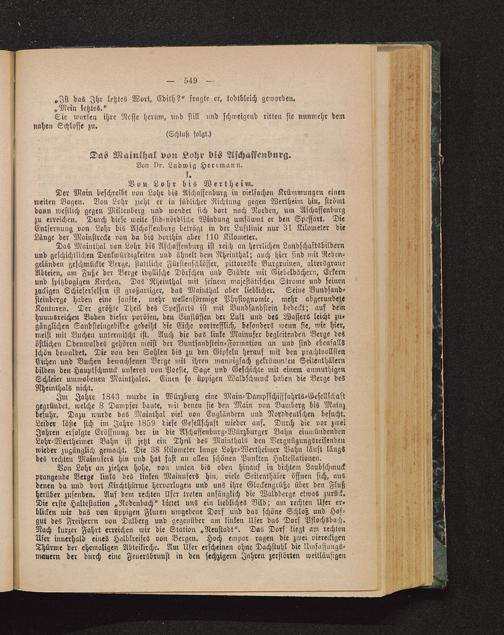 — 549 —
„Ist das Ihr letztes Wort, Edith?“ fragte er, todtbleich geworden.
„Mein letztes.“
Sie warfen ihre Rosse herum, und still und schweigend ritten sie nunmehr dem
nahen Schlosse zu.
(Schluß folgt.)
Das Mainthal von Lohr bis Aschaffenburg.
Von Dr. Ludwig Herrmann.
I.
Von Lohr bis Wertheim.
Der Main beschreibt von Lohr bis Aschaffenburg in vielfachen Krümmungen einen
weiten Bogen. Von Lohr zieht er in südlicher Richtung gegen Wertheim hin, strömt
dann westlich gegen Miltenberg und wendet sich dort nach Norden, um Aschaffenburg
zu erreichen. Durch diese weite süd-nördliche Windung umsäumt er den Spessart. Die
Entfernung von Lohr bis Aschaffenburg beträgt in der Luftlinie nur 31 Kilometer die
Länge der Mainstrecke von da bis dorthin aber 110 Kilometer.
Das Mainthal von Lohr bis Aschaffenburg ist reich an herrlichen Landschaftsbildern
und geschichtlichen Denkwürdigkeiten und ähnelt dem Rheinthal; auch hier sind mit Reben-
geländen geschmückte Berge, stattliche Fürstenschlösser, pittoreske Burgruinen, altersgraue
Abteien, am Fuße der Berge idyllische Dörfchen und Städte mit Giebeldächern, Erkern
und spitzbogigen Kirchen. Das Rheinthal mit seinem majestätischen Strome und seinen
zackigen Schieferfelsen ist großartiger, das Mainthal aber lieblicher. Seine Buntsand-
steinberge haben eine sanfte, mehr wellenförmige Physiognomie, mehr abgerundete
Konturen. Der größte Theil des Spessarts ist mit Buntsandstein bedeckt; auf dem
humusreichen Boden dieser porösen, den Einflüssen der Luft und des Wassers leicht zu-
gänglichen Sandsteingebilde gedeiht die Eiche vortrefflich, besonders wenn sie, wie hier,
meist mit Buchen untermischt ist. Auch die das linke Mainufer begleitenden Berge des
östlichen Odenwaldes gehören meist der Buntsandstein-Formation an und sind ebenfalls
schön bewaldet. Die von den Sohlen bis zu den Gipfeln herauf mit den prachtvollsten
Eichen und Buchen bewachsenen Berge mit ihren mannigfach gekrümmten Seitenthälern
bilden den Hauptschmuck unseres von Poesie, Sage und Geschichte mit einem anmuthigen
Schleier umwobenen Mainthales. Einen so üppigen Waldschmuck haben die Berge des
Rheinthals nicht.
Im Jahre 1843 wurde in Würzburg eine Main-Dampfschifffahrts-Gesellschaft
gegründet, welche 8 Dampfer baute, mit denen sie den Main von Bamberg bis Mainz
befuhr. Dazu wurde das Mainthal viel von Engländern und Norddeutschen besucht.
Leider löste sich im Jahre 1859 diese Gesellschaft wieder auf. Durch die vor zwei
Jahren erfolgte Eröffnung der in die Aschaffenburg-Würzburger Bahn einmündenden
Lohr-Wertheimer Bahn ist jetzt ein Theil des Mainthals den Vergnügungsreisenden
wieder zugänglich gemacht. Die 38 Kilometer lange Lohr-Wertheimer Bahn läuft längs
des rechten Mainufers hin und hat an allen schönen Punkten Haltestationen.
Von Lohr an ziehen hohe, von unten bis oben hinauf in dichtem Laubschmuck
prangende Berge links des linken Mainufers hin, viele Seitenthäler öffnen sich, aus
denen da und dort Kirchthürme hervorlugen und uns ihre Glockengrüße über den Fluß
herüber zusenden. Auf dem rechten Ufer treten anfänglich die Waldberge etwas zurück.
Die erste Haltestation „Rodenbach“ bietet uns ein liebliches Bild; am rechten Ufer er-
blicken wir das von üppigen Fluren umgebene Dorf und das schöne Schloß und Hof-
gut des Freiherrn von Dalberg und gegenüber am linken Ufer das Dorf Pflochsbach.
Nach kurzer Fahrt erreichen wir die Station „Neustadt“. Das Dorf liegt am rechten
Ufer innerhalb eines Halbkreises von Bergen. Hoch empor ragen die zwei viereckigen
Thürme der ehemaligen Abteikirche. Am Ufer erscheinen ohne Dachstuhl die Umfassungs-
mauern der durch eine Feuersbrunst in den sechziger Jahren zerstörten weitläufigen